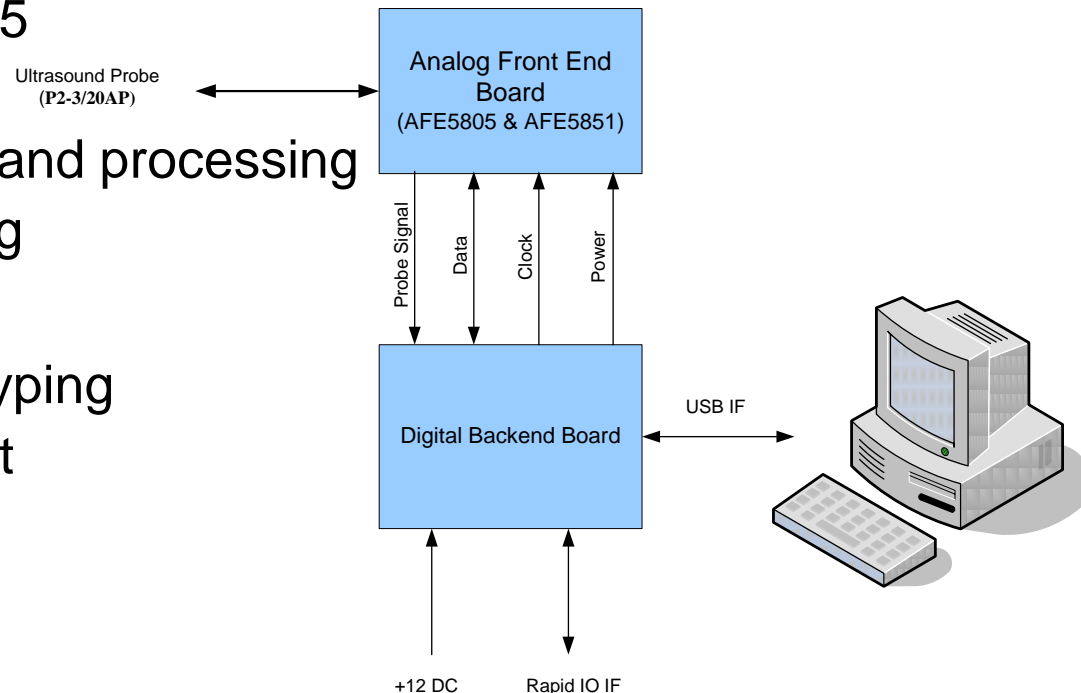 5
Analog Front End
Board
(AFE5805 & AFE5851)
Ultrasound Probe
(P2-3/20AP)
and processing
g
Probe Signal
Data
Clock
Power
yping
t
Digital Backend Board
USB IF
+12 DC
Rapid IO IF